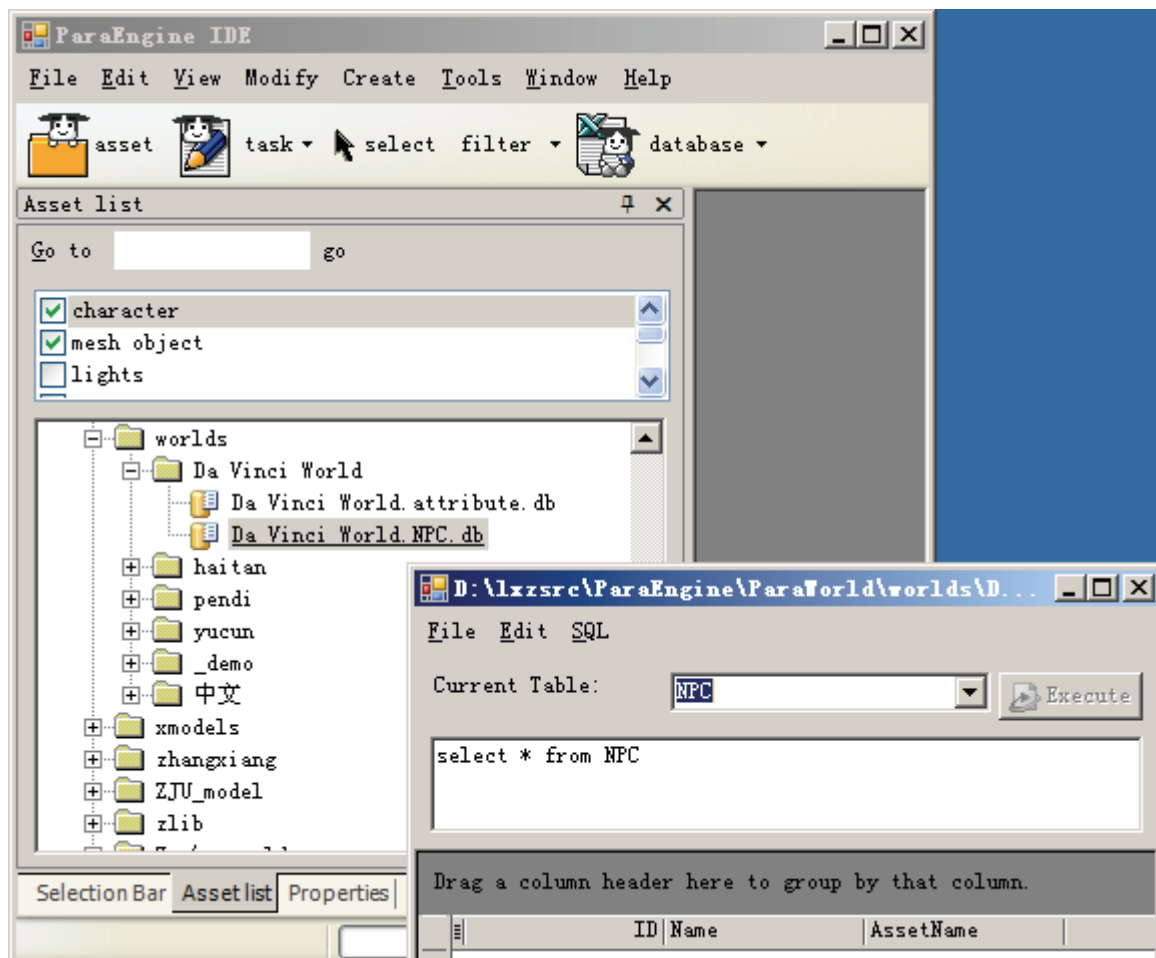 ParaEngine IDE
File Edit View Modify Create Tools Window Help
asset task select filter database
Asset list
Go to go
character
mesh object
lights
worlds
Da Vinci World
Da Vinci World.attribute.db
Da Vinci World.NPC.db
haitan
pendi
yucun
_demo
中文
xmodels
zhangxiang
ZJU_model
zlib
Selection Bar Asset list Properties
D:\lxzsrc\ParaEngine\ParaWorld\worlds\D...
File Edit SQL
Current Table: NPC Execute
select * from NPC
Drag a column header here to group by that column.
ID Name AssetName